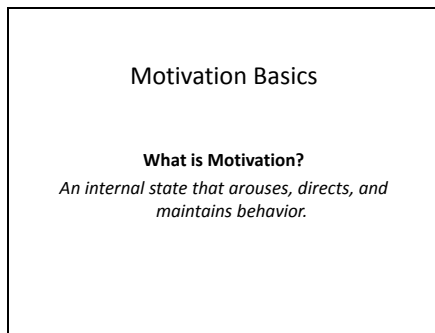 Motivation Basics
What is Motivation?
An internal state that arouses, directs, and
maintains behavior.